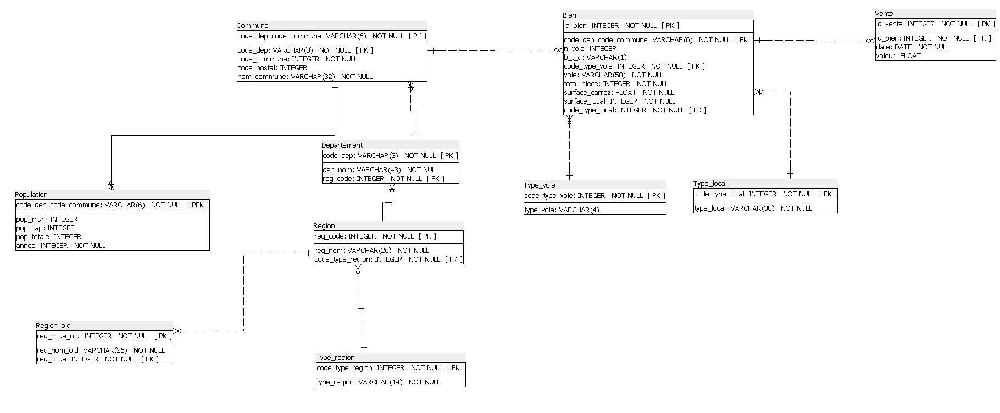 Commune
code_dep_code_commune: VARCHAR(6) NOT NULL [ PK ]
code_dep: VARCHAR(3) NOT NULL [ FK ]
code_commune: INTEGER NOT NULL
code_postal: INTEGER
nom_commune: VARCHAR(32) NOT NULL
Bien
id_bien: INTEGER NOT NULL [ PK ]
code_dep_code_commune: VARCHAR(6) NOT NULL [ FK ]
n_voie: INTEGER
b_t_q: VARCHAR(1)
code_type_voie: INTEGER NOT NULL [ FK ]
voie: VARCHAR(50) NOT NULL
total_piece: INTEGER NOT NULL
surface_carrez: FLOAT NOT NULL
surface_local: INTEGER NOT NULL
code_type_local: INTEGER NOT NULL [ FK ]
Vente
id_vente: INTEGER NOT NULL [ PK ]
id_bien: INTEGER NOT NULL [ FK ]
date: DATE NOT NULL
valeur: FLOAT
Departement
code_dep: VARCHAR(3) NOT NULL [ PK ]
dep_nom: VARCHAR(43) NOT NULL
reg_code: INTEGER NOT NULL [ FK ]
Type_voie
code_type_voie: INTEGER NOT NULL [ PK ]
type_voie: VARCHAR(4)
Type_local
code_type_local: INTEGER NOT NULL [ PK ]
type_local: VARCHAR(30) NOT NULL
Population
code_dep_code_commune: VARCHAR(6) NOT NULL [ PFK ]
pop_mun: INTEGER
pop_cap: INTEGER
pop_totale: INTEGER
annee: INTEGER NOT NULL
Region
reg_code: INTEGER NOT NULL [ PK ]
reg_nom: VARCHAR(26) NOT NULL
code_type_region: INTEGER NOT NULL [ FK ]
Region_old
reg_code_old: INTEGER NOT NULL [ PK ]
reg_nom_old: VARCHAR(26) NOT NULL
reg_code: INTEGER NOT NULL [ FK ]
Type_region
code_type_region: INTEGER NOT NULL [ PK ]
type_region: VARCHAR(14) NOT NULL